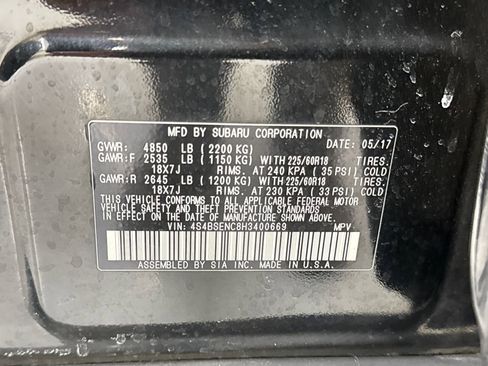 MFD BY SUBARU CORPORATION
GVWR: 4850 LB ( 2200 KG) DATE: 05/17
GAWR:F 2535 LB ( 1150 KG) WITH 225/60R18 TIRES.
18X7J RIMS. AT 240 KPA ( 35 PSI) COLD
GAWR:R 2645 LB ( 1200 KG) WITH 225/60R18 TIRES.
18X7J RIMS. AT 230 KPA ( 33 PSI) COLD
THIS VEHICLE CONFORMS TO ALL APPLICABLE FEDERAL MOTOR
VEHICLE SAFETY, BUMPER, AND THEFT PREVENTION STANDARDS
IN EFFECT ON THE DATE OF MANUFACTURE SHOWN ABOVE.
VIN: 4S4BSENC8H3400669 MPV
ASSEMBLED BY SIA INC. MADE IN U.S.A.